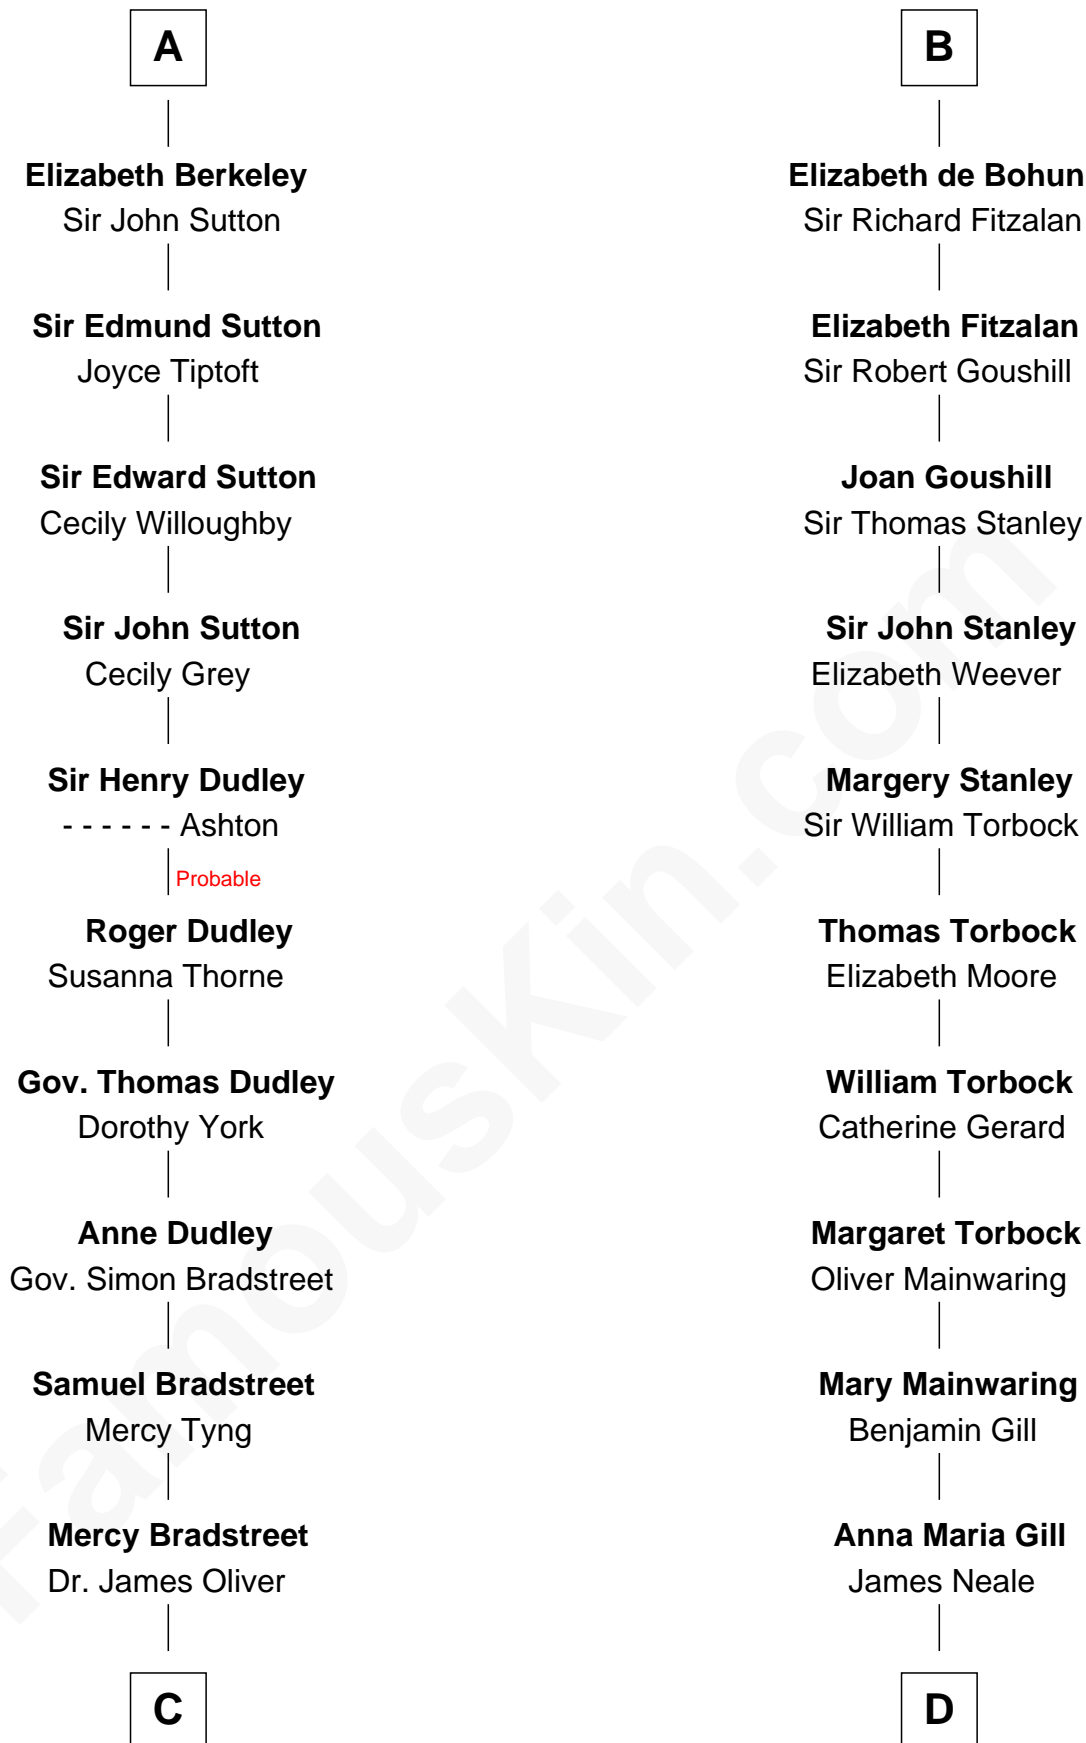 A
Elizabeth Berkeley
Sir John Sutton
Sir Edmund Sutton
Joyce Tiptoft
Sir Edward Sutton
Cecily Willoughby
Sir John Sutton
Cecily Grey
Sir Henry Dudley
- - - - - - Ashton
Probable
Roger Dudley
Susanna Thorne
Gov. Thomas Dudley
Dorothy York
Anne Dudley
Gov. Simon Bradstreet
Samuel Bradstreet
Mercy Tyng
Mercy Bradstreet
Dr. James Oliver
C
B
Elizabeth de Bohun
Sir Richard Fitzalan
Elizabeth Fitzalan
Sir Robert Goushill
Joan Goushill
Sir Thomas Stanley
Sir John Stanley
Elizabeth Weever
Margery Stanley
Sir William Torbock
Thomas Torbock
Elizabeth Moore
William Torbock
Catherine Gerard
Margaret Torbock
Oliver Mainwaring
Mary Mainwaring
Benjamin Gill
Anna Maria Gill
James Neale
D
FamousKin.com